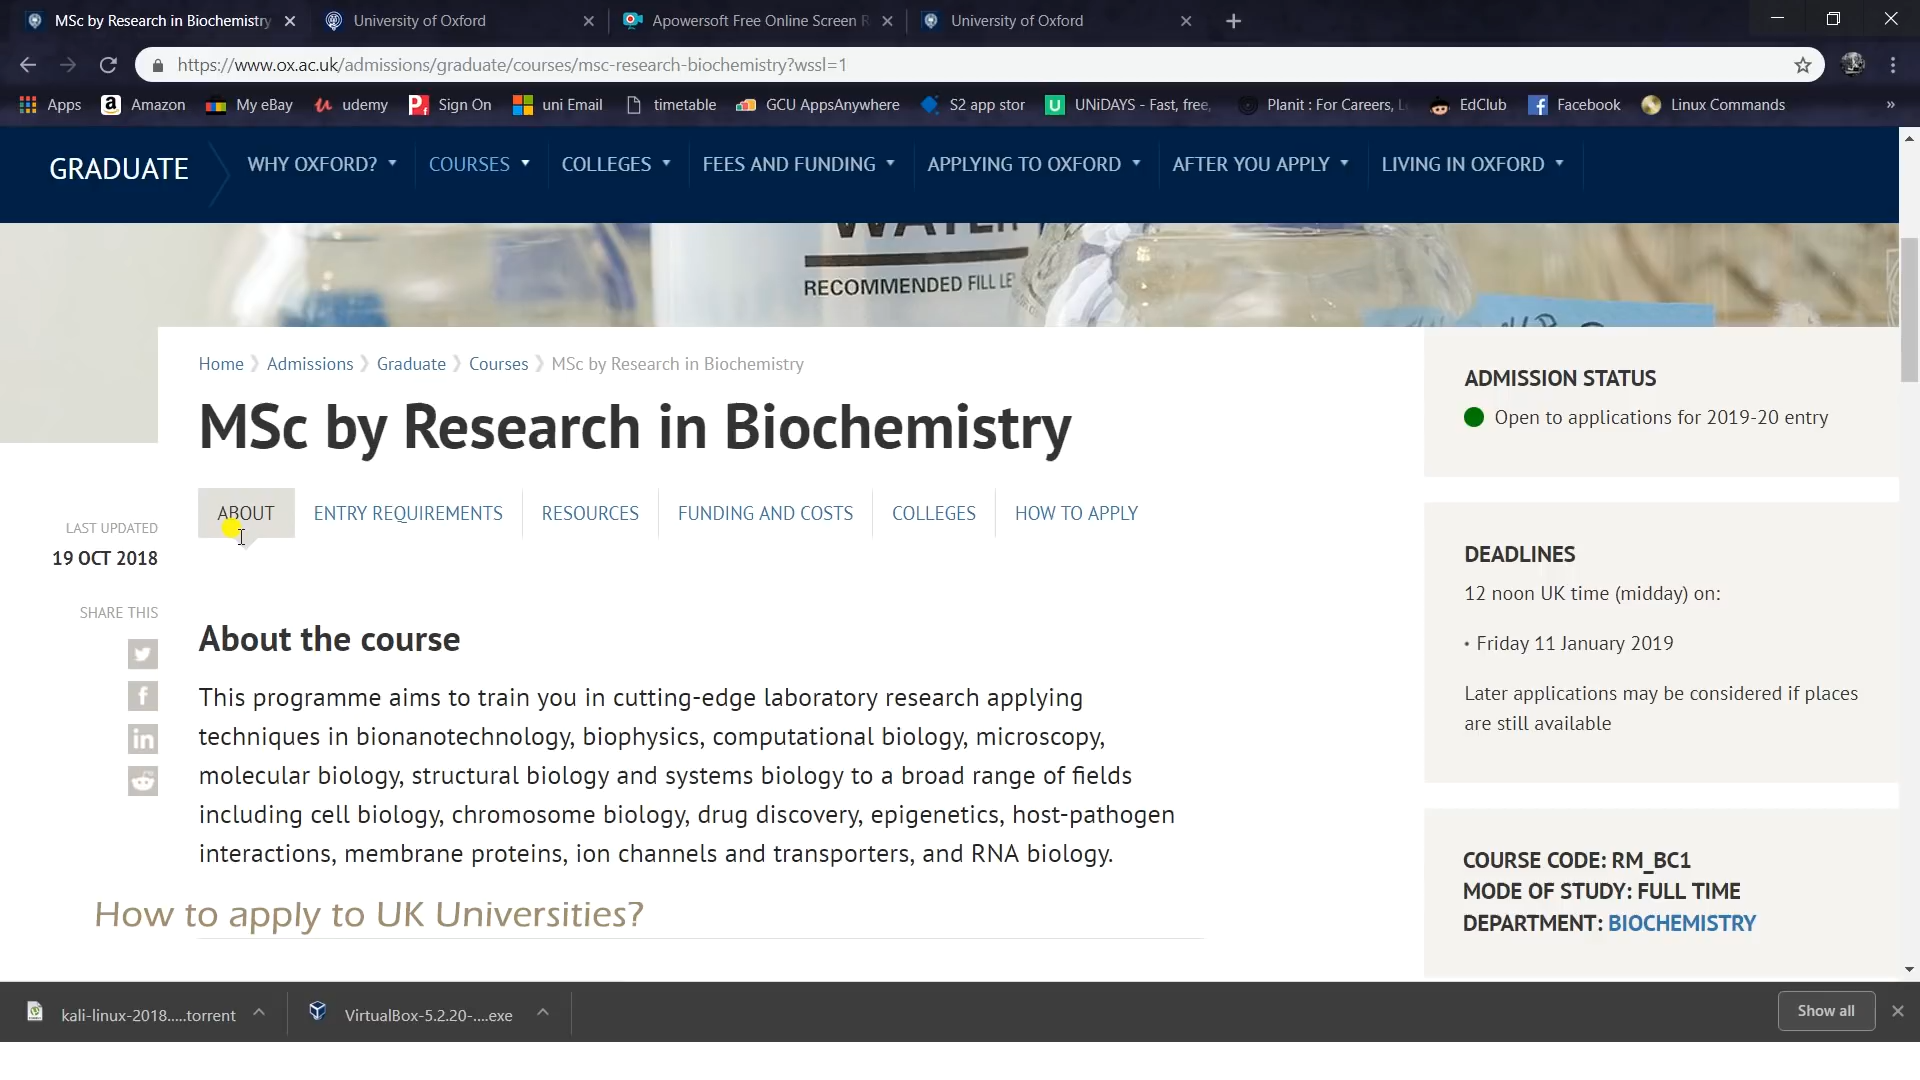 MSc by Research in Biochemistry
University of Oxford
Apowersoft Free Online Screen R
University of Oxford
https://www.ox.ac.uk/admissions/graduate/courses/msc-research-biochemistry?wssl=1
Apps Amazon My eBay udemy Sign On uni Email timetable GCU AppsAnywhere S2 app stor UNiDAYS - Fast, free, Planit : For Careers, L EdClub Facebook Linux Commands »
GRADUATE WHY OXFORD? COURSES COLLEGES FEES AND FUNDING APPLYING TO OXFORD AFTER YOU APPLY LIVING IN OXFORD
WATER
RECOMMENDED FILL LE
Home Admissions Graduate Courses MSc by Research in Biochemistry
MSc by Research in Biochemistry
ABOUT ENTRY REQUIREMENTS RESOURCES FUNDING AND COSTS COLLEGES HOW TO APPLY
LAST UPDATED
19 OCT 2018
SHARE THIS
About the course
This programme aims to train you in cutting-edge laboratory research applying
techniques in bionanotechnology, biophysics, computational biology, microscopy,
molecular biology, structural biology and systems biology to a broad range of fields
including cell biology, chromosome biology, drug discovery, epigenetics, host-pathogen
interactions, membrane proteins, ion channels and transporters, and RNA biology.
How to apply to UK Universities?
ADMISSION STATUS
Open to applications for 2019-20 entry
DEADLINES
12 noon UK time (midday) on:
• Friday 11 January 2019
Later applications may be considered if places
are still available
COURSE CODE: RM_BC1
MODE OF STUDY: FULL TIME
DEPARTMENT: BIOCHEMISTRY
kali-linux-2018.....torrent
VirtualBox-5.2.20-....exe
Show all